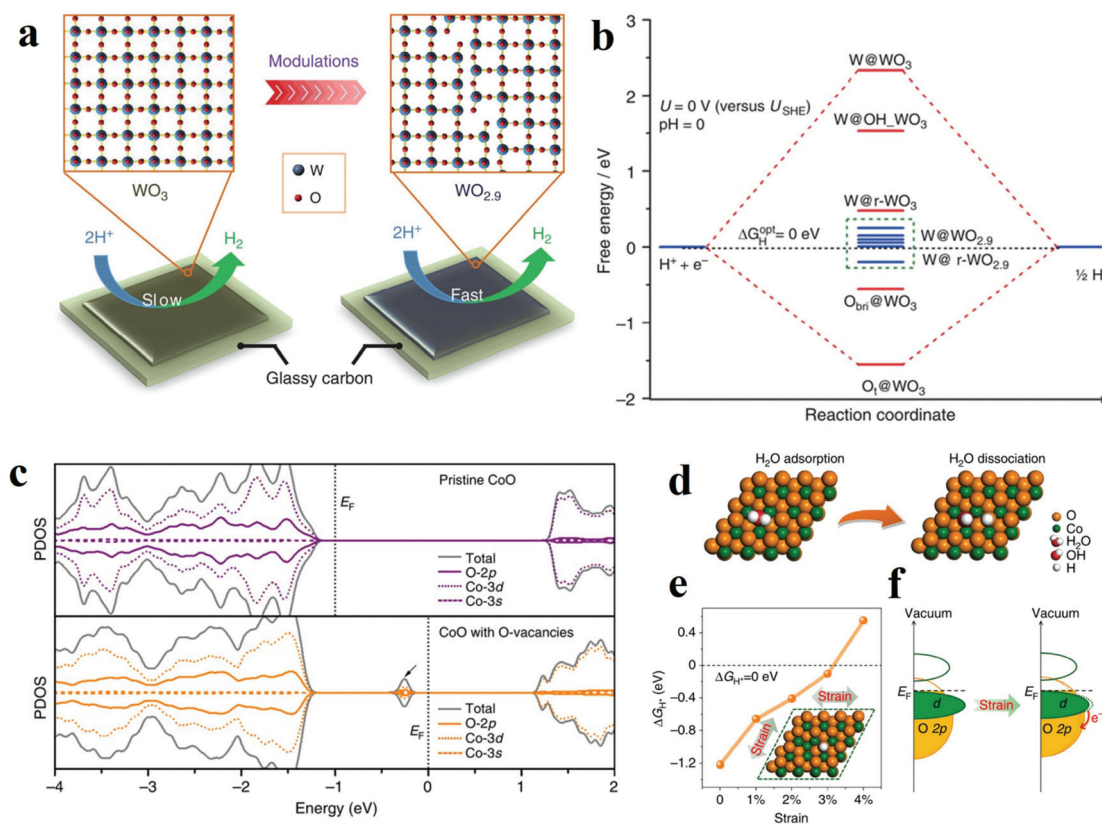 a
Modulations
W
O
WO3
WO2.9
2H+
H2
Slow
2H+
H2
Fast
Glassy carbon
b
3
2
1
0
−1
−2
Free energy / eV
U = 0 V (versus USHE)
pH = 0
W@WO3
W@OH_WO3
W@r-WO3
ΔGHopt = 0 eV
W@WO2.9
H+ + e−
W@ r-WO2.9
½ H
Obri@WO3
Ot@WO3
Reaction coordinate
c
PDOS
Pristine CoO
EF
Total
O-2p
Co-3d
Co-3s
PDOS
CoO with O-vacancies
EF
Total
O-2p
Co-3d
Co-3s
−4 −3 −2 −1 0 1 2
Energy (eV)
d
H2O adsorption
H2O dissociation
O
Co
H2O
OH
H
e
0.4
0
−0.4
−0.8
−1.2
ΔGH* (eV)
ΔGH*=0 eV
Strain
Strain
0 1% 2% 3% 4%
Strain
f
Vacuum
Vacuum
EF
d
O 2p
Strain
EF
d
O 2p
e−